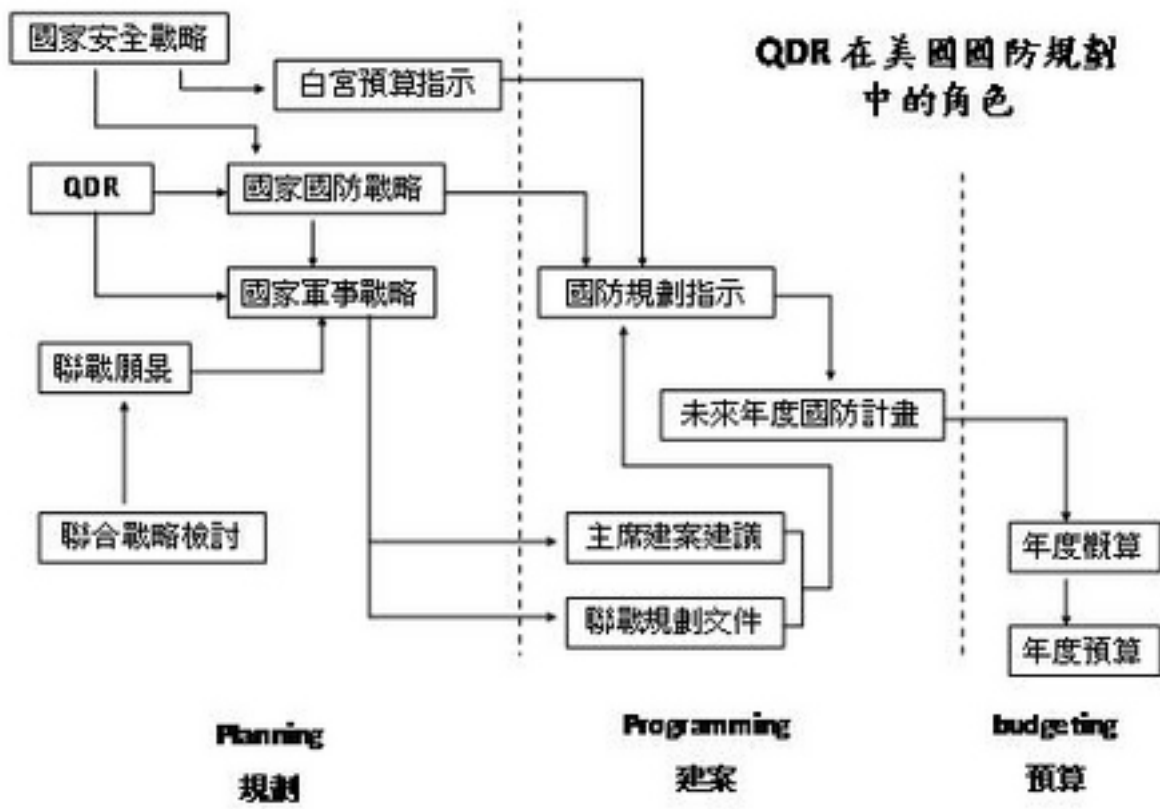 國家安全戰略
QDR 在美國國防規劃
中的角色
白宮預算指示
QDR
國家國防戰略
國家軍事戰略
國防規劃指示
聯戰願景
未來年度國防計畫
聯合戰略檢討
主席建案建議
年度概算
聯戰規劃文件
年度預算
Planning
規劃
Programming
建案
budgeting
預算